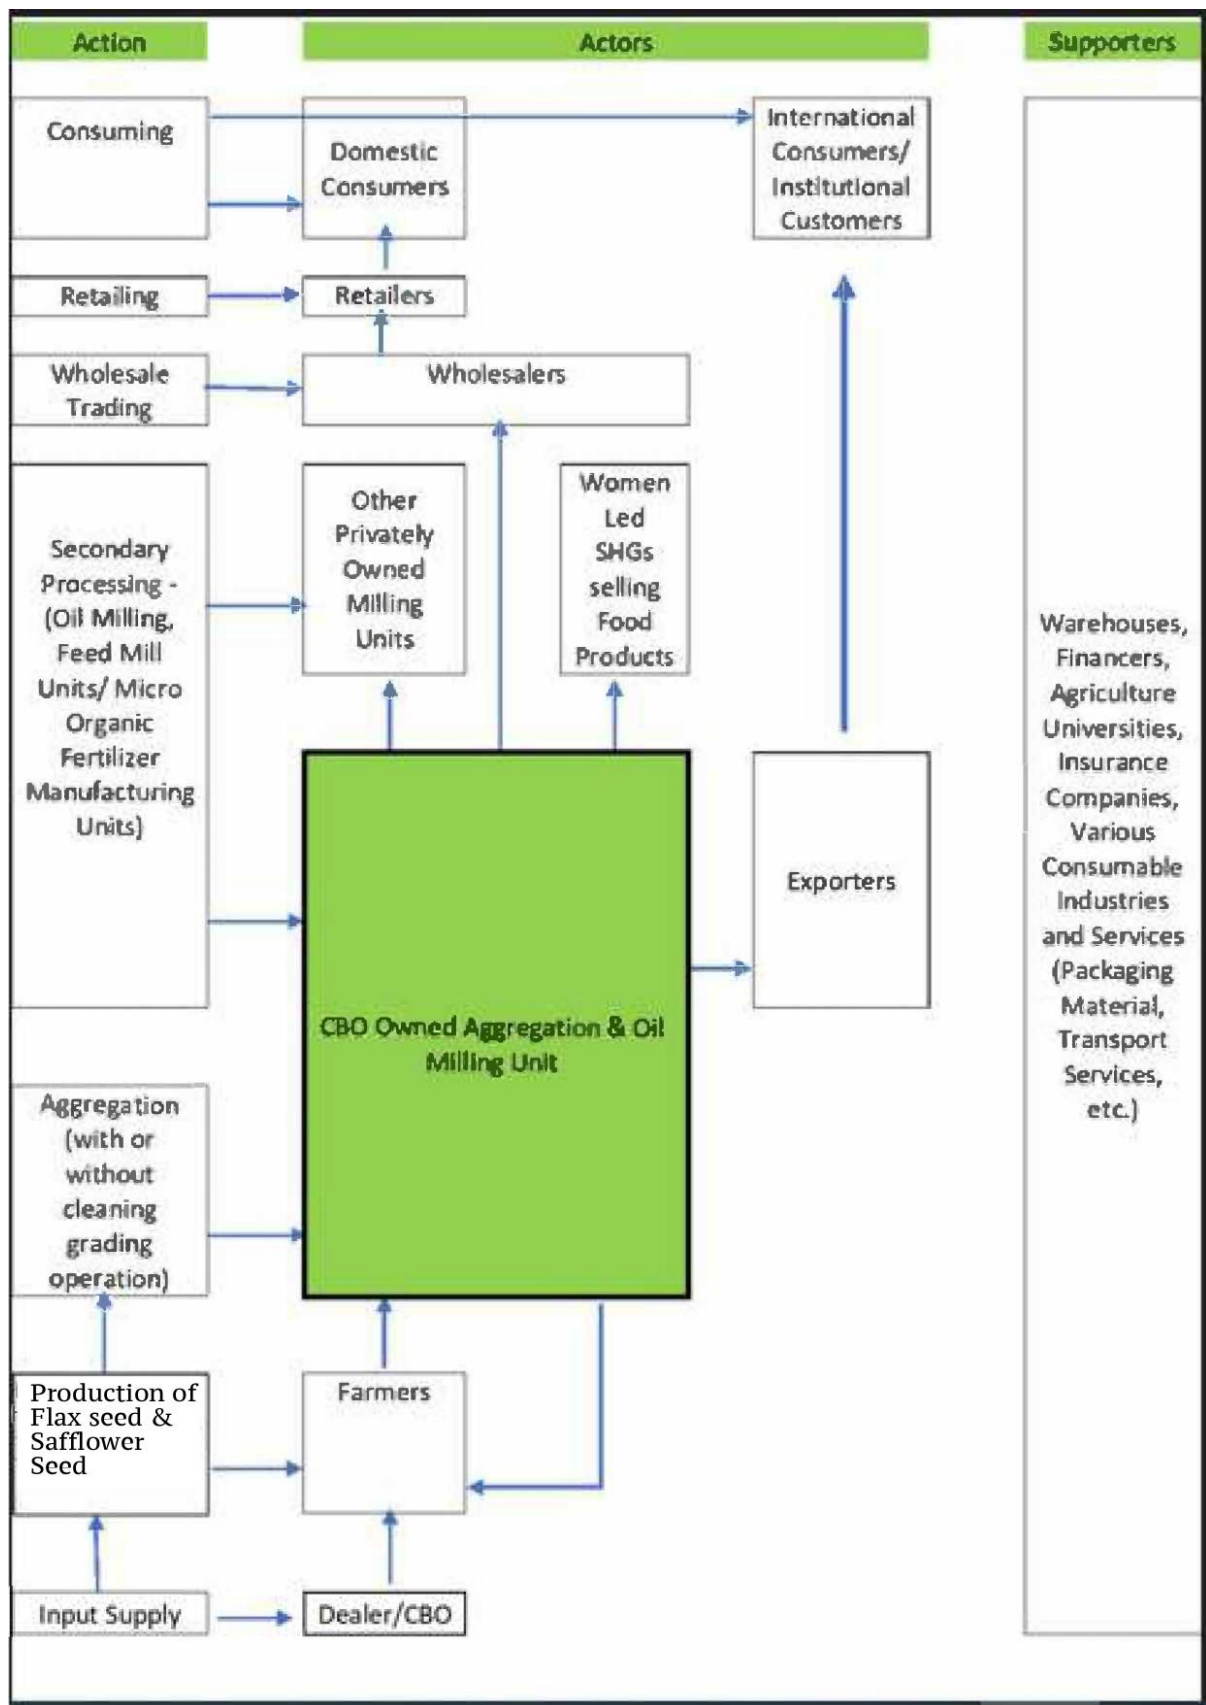 Action
Actors
Supporters
Consuming
Domestic
Consumers
International
Consumers/
Institutional
Customers
Retailing
Retailers
Wholesale
Trading
Wholesalers
Secondary
Processing -
(Oil Milling,
Feed Mill
Units/ Micro
Organic
Fertilizer
Manufacturing
Units)
Other
Privately
Owned
Milling
Units
Women
Led
SHGs
selling
Food
Products
Exporters
CBO Owned Aggregation & Oil
Milling Unit
Aggregation
(with or
without
cleaning
grading
operation)
Production of
Flax seed &
Safflower
Seed
Farmers
Input Supply
Dealer/CBO
Warehouses,
Financers,
Agriculture
Universities,
Insurance
Companies,
Various
Consumable
Industries
and Services
(Packaging
Material,
Transport
Services,
etc.)